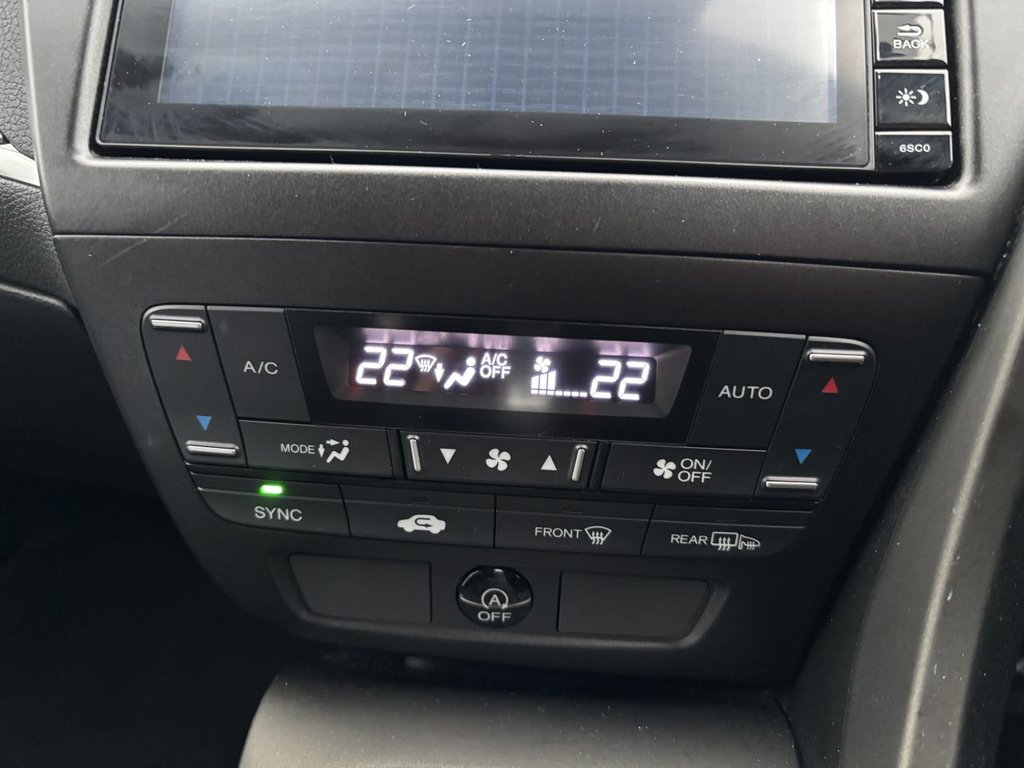 BACK
6SC0
A/C
22
A/C
OFF
22
AUTO
MODE
ON/
OFF
SYNC
FRONT
REAR
A
OFF